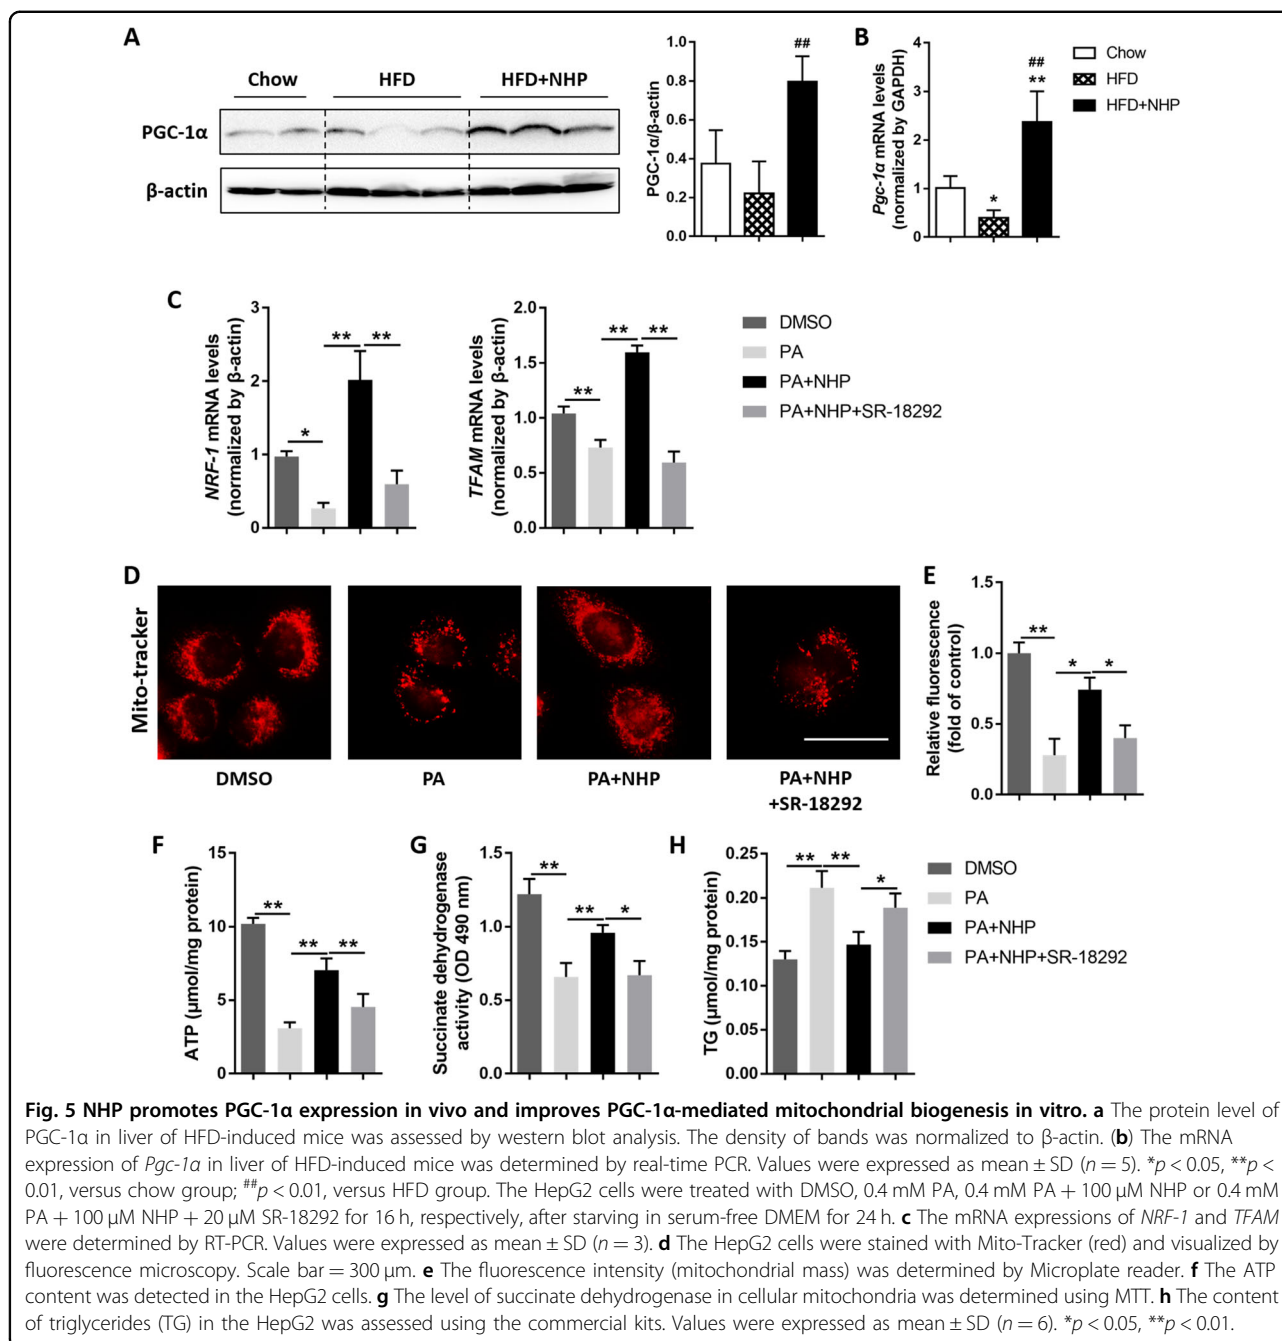 A
Chow
HFD
HFD+NHP
PGC-1α
β-actin
PGC-1α/β-actin
1.0
0.8
0.6
0.4
0.2
0.0
##
B
Pgc-1α mRNA levels
(normalized by GAPDH)
4
3
2
1
0
*
##
**
Chow
HFD
HFD+NHP
C
NRF-1 mRNA levels
(normalized by β-actin)
3
2
1
0
*
**
**
TFAM mRNA levels
(normalized by β-actin)
2.0
1.5
1.0
0.5
0.0
**
**
**
DMSO
PA
PA+NHP
PA+NHP+SR-18292
D
Mito-tracker
DMSO
PA
PA+NHP
PA+NHP
+SR-18292
E
Relative fluorescence
(fold of control)
1.5
1.0
0.5
0.0
**
*
*
F
ATP (μmol/mg protein)
15
10
5
0
**
**
**
G
Succinate dehydrogenase
activity (OD 490 nm)
1.5
1.0
0.5
0.0
**
**
*
H
TG (μmol/mg protein)
0.25
0.20
0.15
0.10
0.05
0.00
**
**
*
DMSO
PA
PA+NHP
PA+NHP+SR-18292
Fig. 5 NHP promotes PGC-1α expression in vivo and improves PGC-1α-mediated mitochondrial biogenesis in vitro. a The protein level of
PGC-1α in liver of HFD-induced mice was assessed by western blot analysis. The density of bands was normalized to β-actin. (b) The mRNA
expression of Pgc-1α in liver of HFD-induced mice was determined by real-time PCR. Values were expressed as mean ± SD (n = 5). *p < 0.05, **p <
0.01, versus chow group; ##p < 0.01, versus HFD group. The HepG2 cells were treated with DMSO, 0.4 mM PA, 0.4 mM PA + 100 μM NHP or 0.4 mM
PA + 100 μM NHP + 20 μM SR-18292 for 16 h, respectively, after starving in serum-free DMEM for 24 h. c The mRNA expressions of NRF-1 and TFAM
were determined by RT-PCR. Values were expressed as mean ± SD (n = 3). d The HepG2 cells were stained with Mito-Tracker (red) and visualized by
fluorescence microscopy. Scale bar = 300 μm. e The fluorescence intensity (mitochondrial mass) was determined by Microplate reader. f The ATP
content was detected in the HepG2 cells. g The level of succinate dehydrogenase in cellular mitochondria was determined using MTT. h The content
of triglycerides (TG) in the HepG2 was assessed using the commercial kits. Values were expressed as mean ± SD (n = 6). *p < 0.05, **p < 0.01.